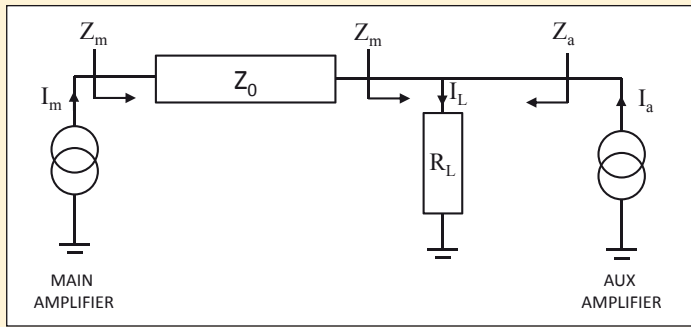 Z_m
Z_m
Z_a
I_m
Z_0
I_L
I_a
R_L
MAIN
AMPLIFIER
AUX
AMPLIFIER